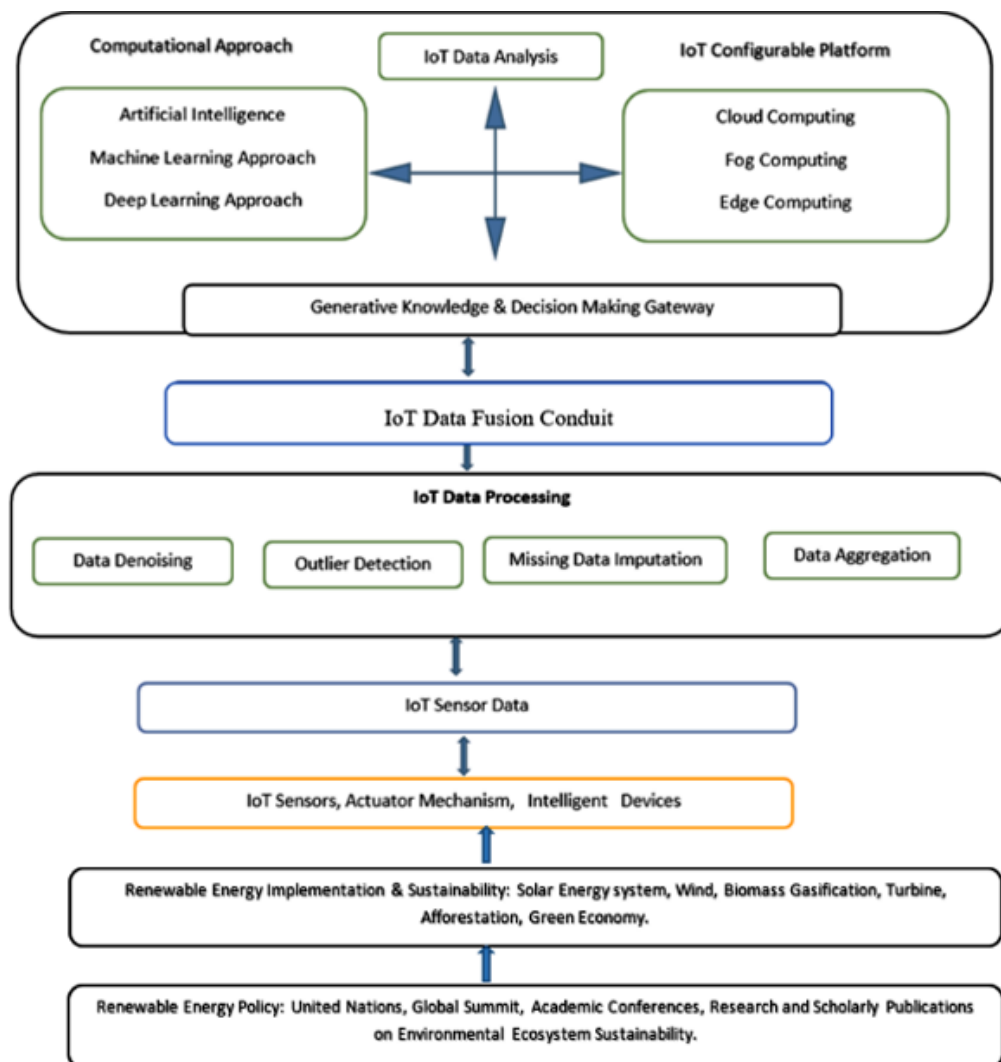 Computational Approach
IoT Data Analysis
IoT Configurable Platform
Artificial Intelligence
Machine Learning Approach
Deep Learning Approach
Cloud Computing
Fog Computing
Edge Computing
Generative Knowledge & Decision Making Gateway
IoT Data Fusion Conduit
IoT Data Processing
Data Denoising
Outlier Detection
Missing Data Imputation
Data Aggregation
IoT Sensor Data
IoT Sensors, Actuator Mechanism, Intelligent Devices
Renewable Energy Implementation & Sustainability: Solar Energy system, Wind, Biomass Gasification, Turbine,
Afforestation, Green Economy.
Renewable Energy Policy: United Nations, Global Summit, Academic Conferences, Research and Scholarly Publications
on Environmental Ecosystem Sustainability.